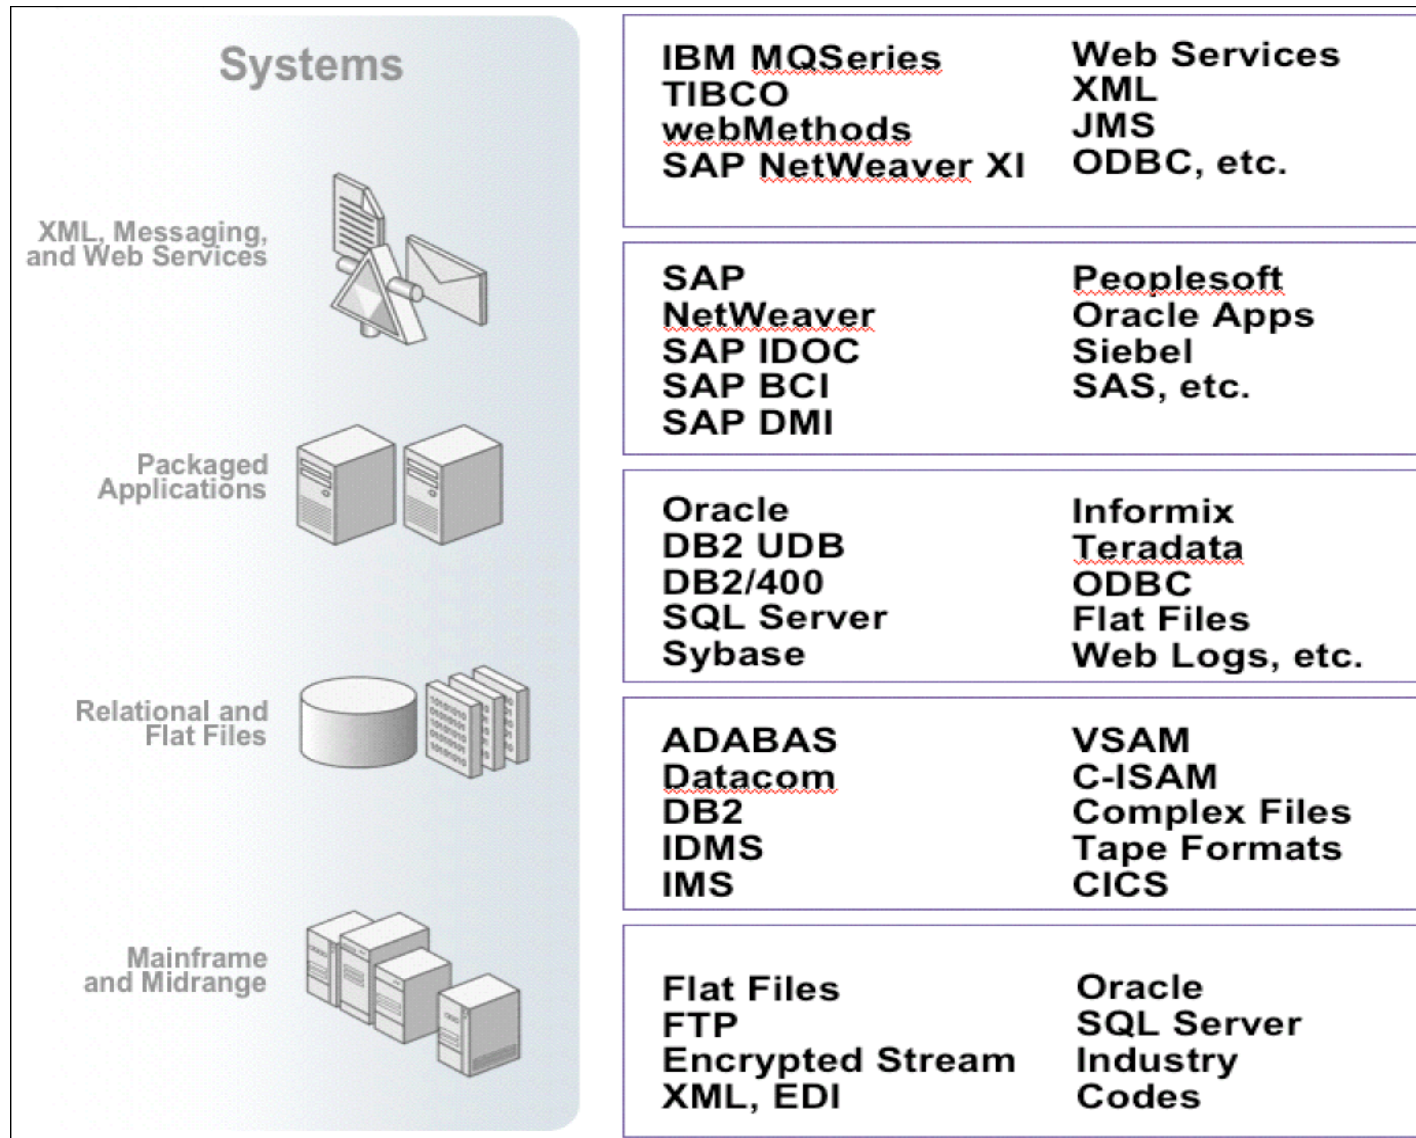 Systems
XML, Messaging,
and Web Services
Packaged
Applications
Relational and
Flat Files
Mainframe
and Midrange
IBM MQSeries
TIBCO
webMethods
SAP NetWeaver XI
Web Services
XML
JMS
ODBC, etc.
SAP
NetWeaver
SAP IDOC
SAP BCI
SAP DMI
Peoplesoft
Oracle Apps
Siebel
SAS, etc.
Oracle
DB2 UDB
DB2/400
SQL Server
Sybase
Informix
Teradata
ODBC
Flat Files
Web Logs, etc.
ADABAS
Datacom
DB2
IDMS
IMS
VSAM
C-ISAM
Complex Files
Tape Formats
CICS
Flat Files
FTP
Encrypted Stream
XML, EDI
Oracle
SQL Server
Industry
Codes